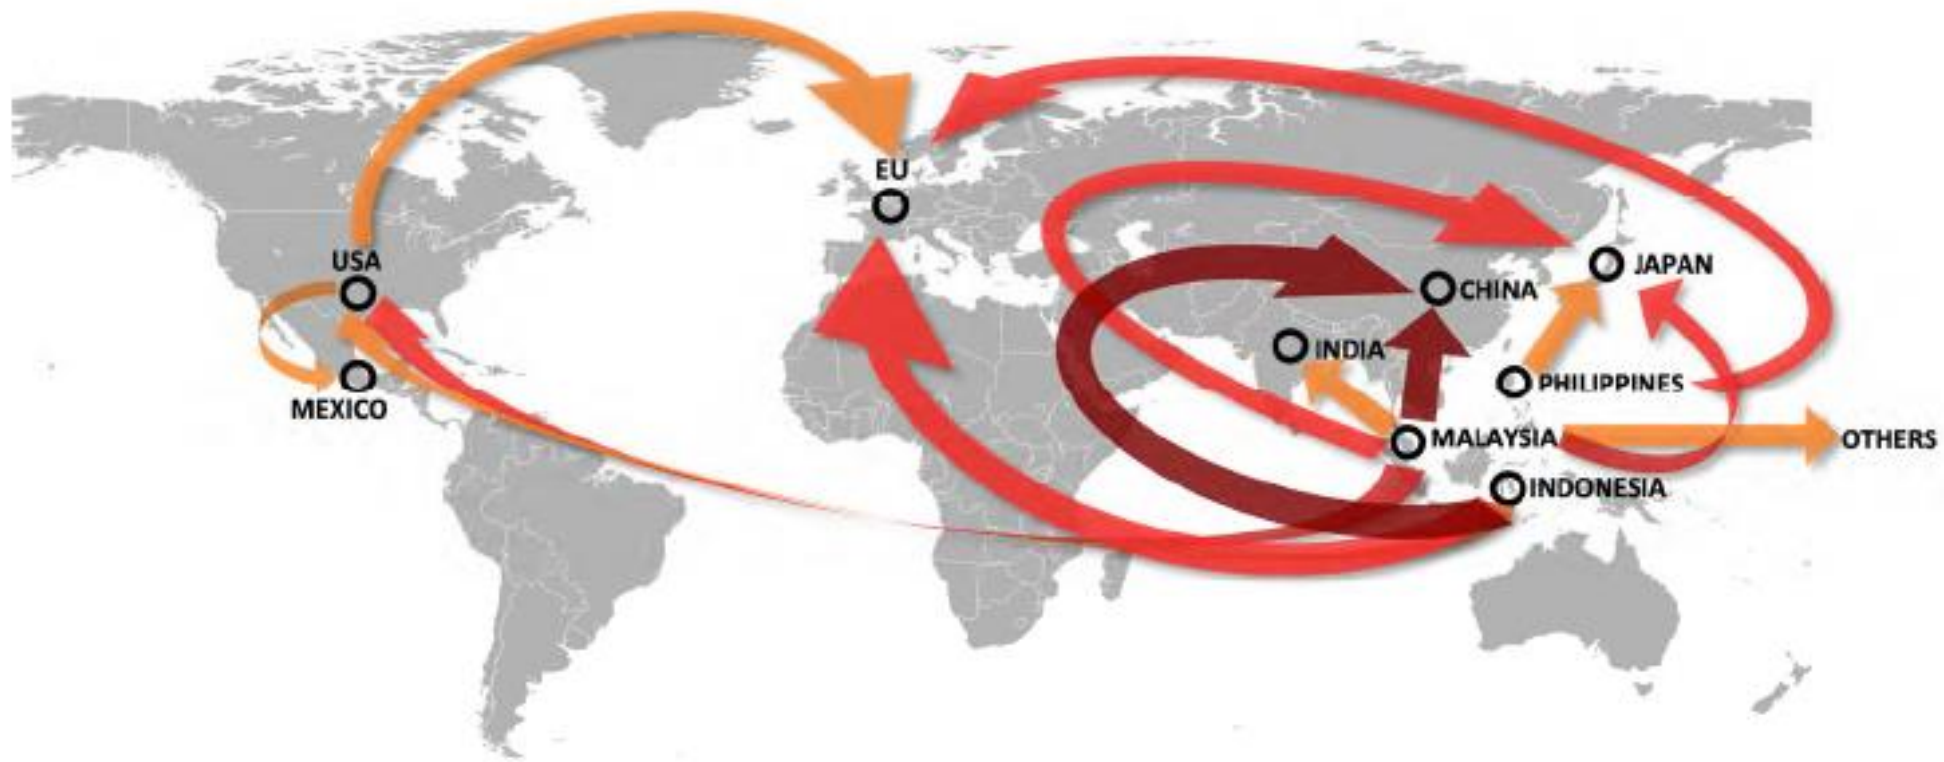 EU
USA
JAPAN
CHINA
INDIA
PHILIPPINES
MEXICO
MALAYSIA
OTHERS
INDONESIA